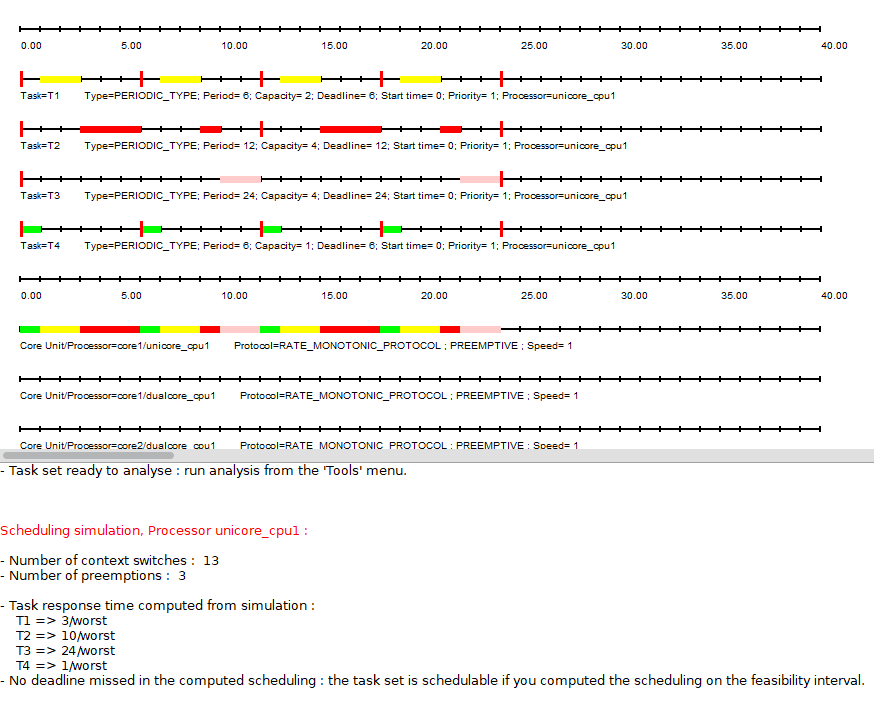 0.00 5.00 10.00 15.00 20.00 25.00 30.00 35.00 40.00
Task=T1 Type=PERIODIC_TYPE; Period= 6; Capacity= 2; Deadline= 6; Start time= 0; Priority= 1; Processor=unicore_cpu1
Task=T2 Type=PERIODIC_TYPE; Period= 12; Capacity= 4; Deadline= 12; Start time= 0; Priority= 1; Processor=unicore_cpu1
Task=T3 Type=PERIODIC_TYPE; Period= 24; Capacity= 4; Deadline= 24; Start time= 0; Priority= 1; Processor=unicore_cpu1
Task=T4 Type=PERIODIC_TYPE; Period= 6; Capacity= 1; Deadline= 6; Start time= 0; Priority= 1; Processor=unicore_cpu1
0.00 5.00 10.00 15.00 20.00 25.00 30.00 35.00 40.00
Core Unit/Processor=core1/unicore_cpu1 Protocol=RATE_MONOTONIC_PROTOCOL ; PREEMPTIVE ; Speed= 1
Core Unit/Processor=core1/dualcore_cpu1 Protocol=RATE_MONOTONIC_PROTOCOL ; PREEMPTIVE ; Speed= 1
Core Unit/Processor=core2/dualcore_cpu1 Protocol=RATE_MONOTONIC_PROTOCOL ; PREEMPTIVE ; Speed= 1
- Task set ready to analyse : run analysis from the 'Tools' menu.
Scheduling simulation, Processor unicore_cpu1 :
- Number of context switches : 13
- Number of preemptions : 3
- Task response time computed from simulation :
T1 => 3/worst
T2 => 10/worst
T3 => 24/worst
T4 => 1/worst
- No deadline missed in the computed scheduling : the task set is schedulable if you computed the scheduling on the feasibility interval.